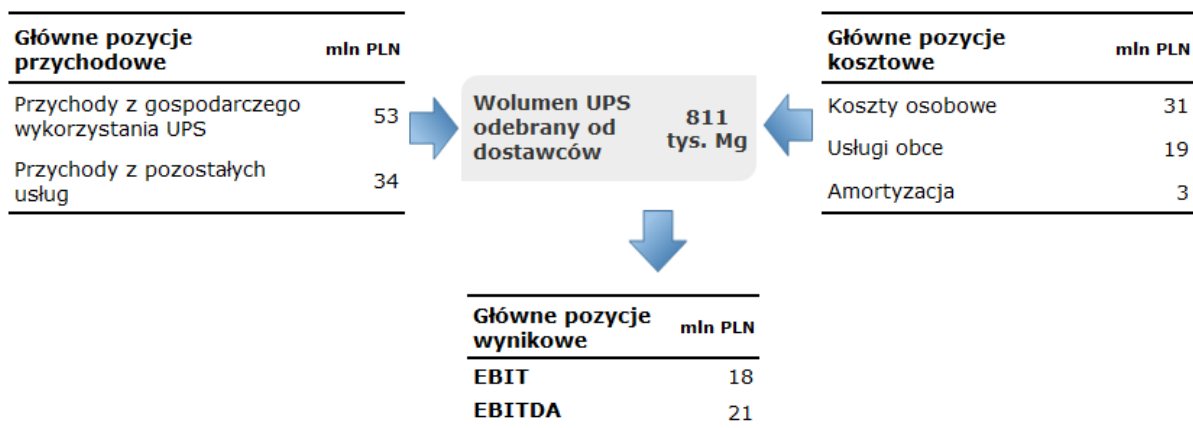 Główne pozycje
przychodowe
mln PLN
Przychody z gospodarczego
wykorzystania UPS
53
Przychody z pozostałych
usług
34
Wolumen UPS
odebrany od
dostawców
811
tys. Mg
Główne pozycje
kosztowe
mln PLN
Koszty osobowe 31
Usługi obce 19
Amortyzacja 3
Główne pozycje
wynikowe
mln PLN
EBIT 18
EBITDA 21